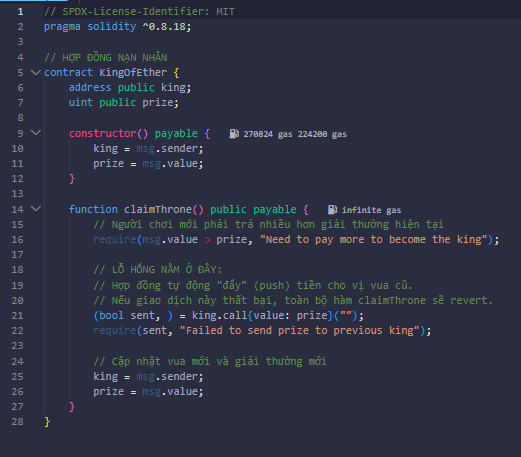 1 // SPDX-License-Identifier: MIT
2 pragma solidity ^0.8.18;
3
4 // HỢP ĐỒNG NẠN NHÂN
5 contract KingOfEther {
6 address public king;
7 uint public prize;
8
9 constructor() payable { 270824 gas 224200 gas
10 king = msg.sender;
11 prize = msg.value;
12 }
13
14 function claimThrone() public payable { infinite gas
15 // Người chơi mới phải trả nhiều hơn giải thưởng hiện tại
16 require(msg.value > prize, "Need to pay more to become the king");
17
18 // LỖ HỔNG NẰM Ở ĐÂY:
19 // Hợp đồng tự động "đẩy" (push) tiền cho vị vua cũ.
20 // Nếu giao dịch này thất bại, toàn bộ hàm claimThrone sẽ revert.
21 (bool sent, ) = king.call{value: prize}("");
22 require(sent, "Failed to send prize to previous king");
23
24 // Cập nhật vua mới và giải thưởng mới
25 king = msg.sender;
26 prize = msg.value;
27 }
28 }